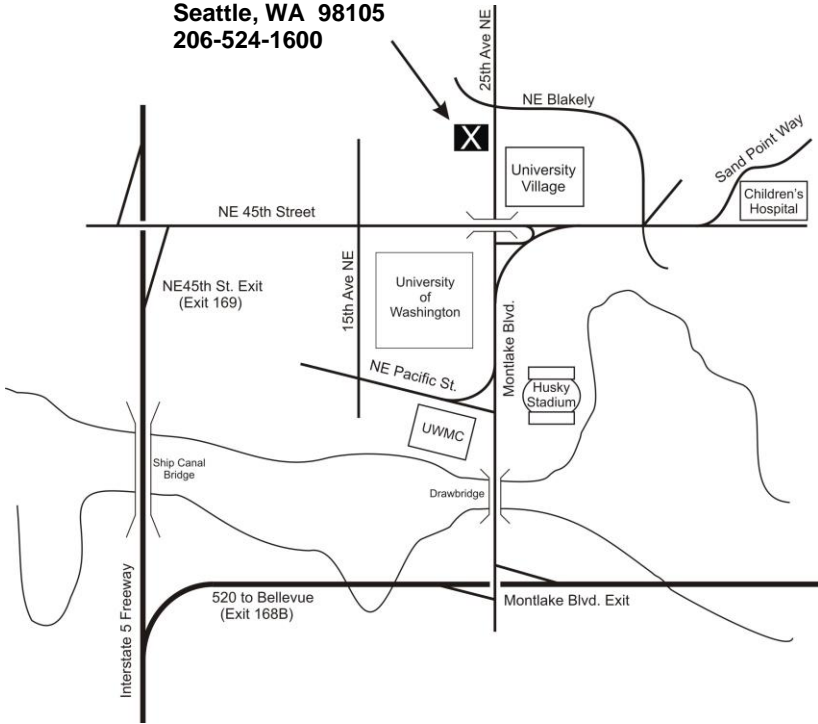 Seattle, WA 98105
206-524-1600
25th Ave NE
NE Blakely
X
University
Village
Sand Point Way
Children's
Hospital
NE 45th Street
NE45th St. Exit
(Exit 169)
15th Ave NE
University
of
Washington
Montlake Blvd.
NE Pacific St.
Husky
Stadium
UWMC
Ship Canal
Bridge
Drawbridge
Interstate 5 Freeway
520 to Bellevue
(Exit 168B)
Montlake Blvd. Exit